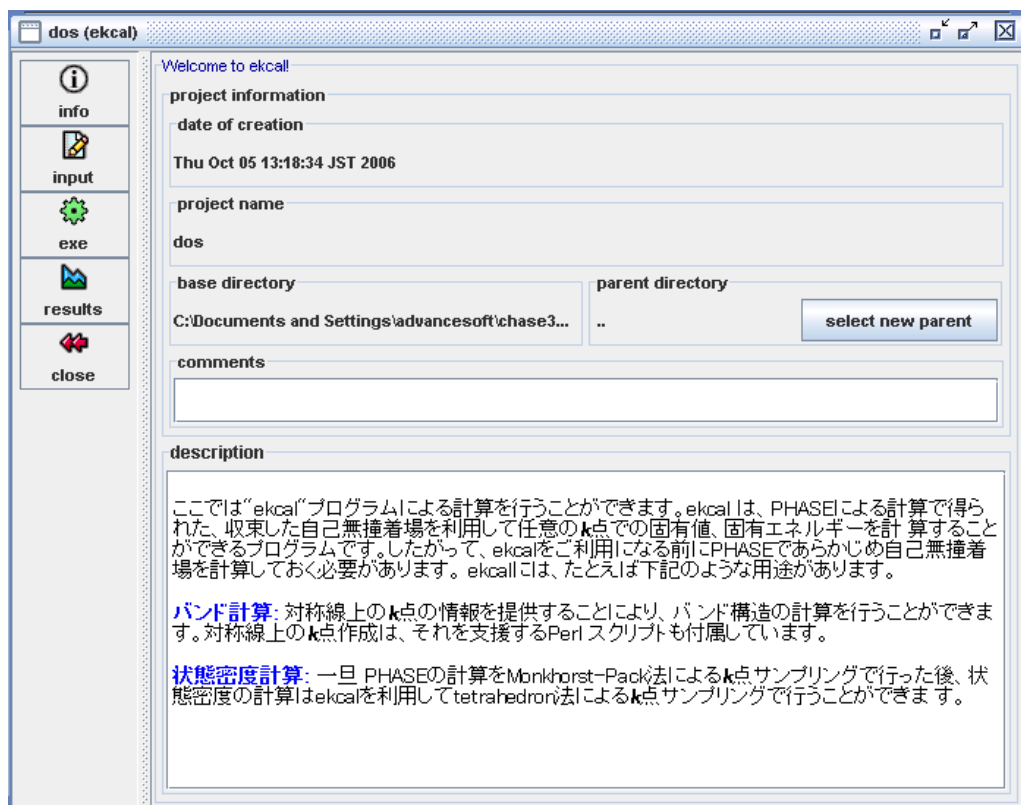 dos (ekcal)
info
input
exe
results
close
Welcome to ekcal!
project information
date of creation
Thu Oct 05 13:18:34 JST 2006
project name
dos
base directory
C:\Documents and Settings\advancesoft\chase3...
parent directory
..
select new parent
comments
description
ここでは"ekcal"プログラムによる計算を行うことができます。ekcal は、PHASEによる計算で得ら
れた、収束した自己無撞着場を利用して任意のk点での固有値、固有エネルギーを計 算すること
ができるプログラムです。したがって、ekcalをご利用になる前にPHASEであらかじめ自己無撞着
場を計算しておく必要があります。ekcalには、たとえば下記のような用途があります。
バンド計算: 対称線上のk点の情報を提供することにより、バンド構造の計算を行うことができま
す。対称線上のk点作成は、それを支援するPerl スクリプトも付属しています。
状態密度計算: 一旦 PHASEの計算をMonkhorst-Pack法によるk点サンプリングで行った後、状
態密度の計算はekcalを利用してtetrahedron法によるk点サンプリングで行うことができま す。